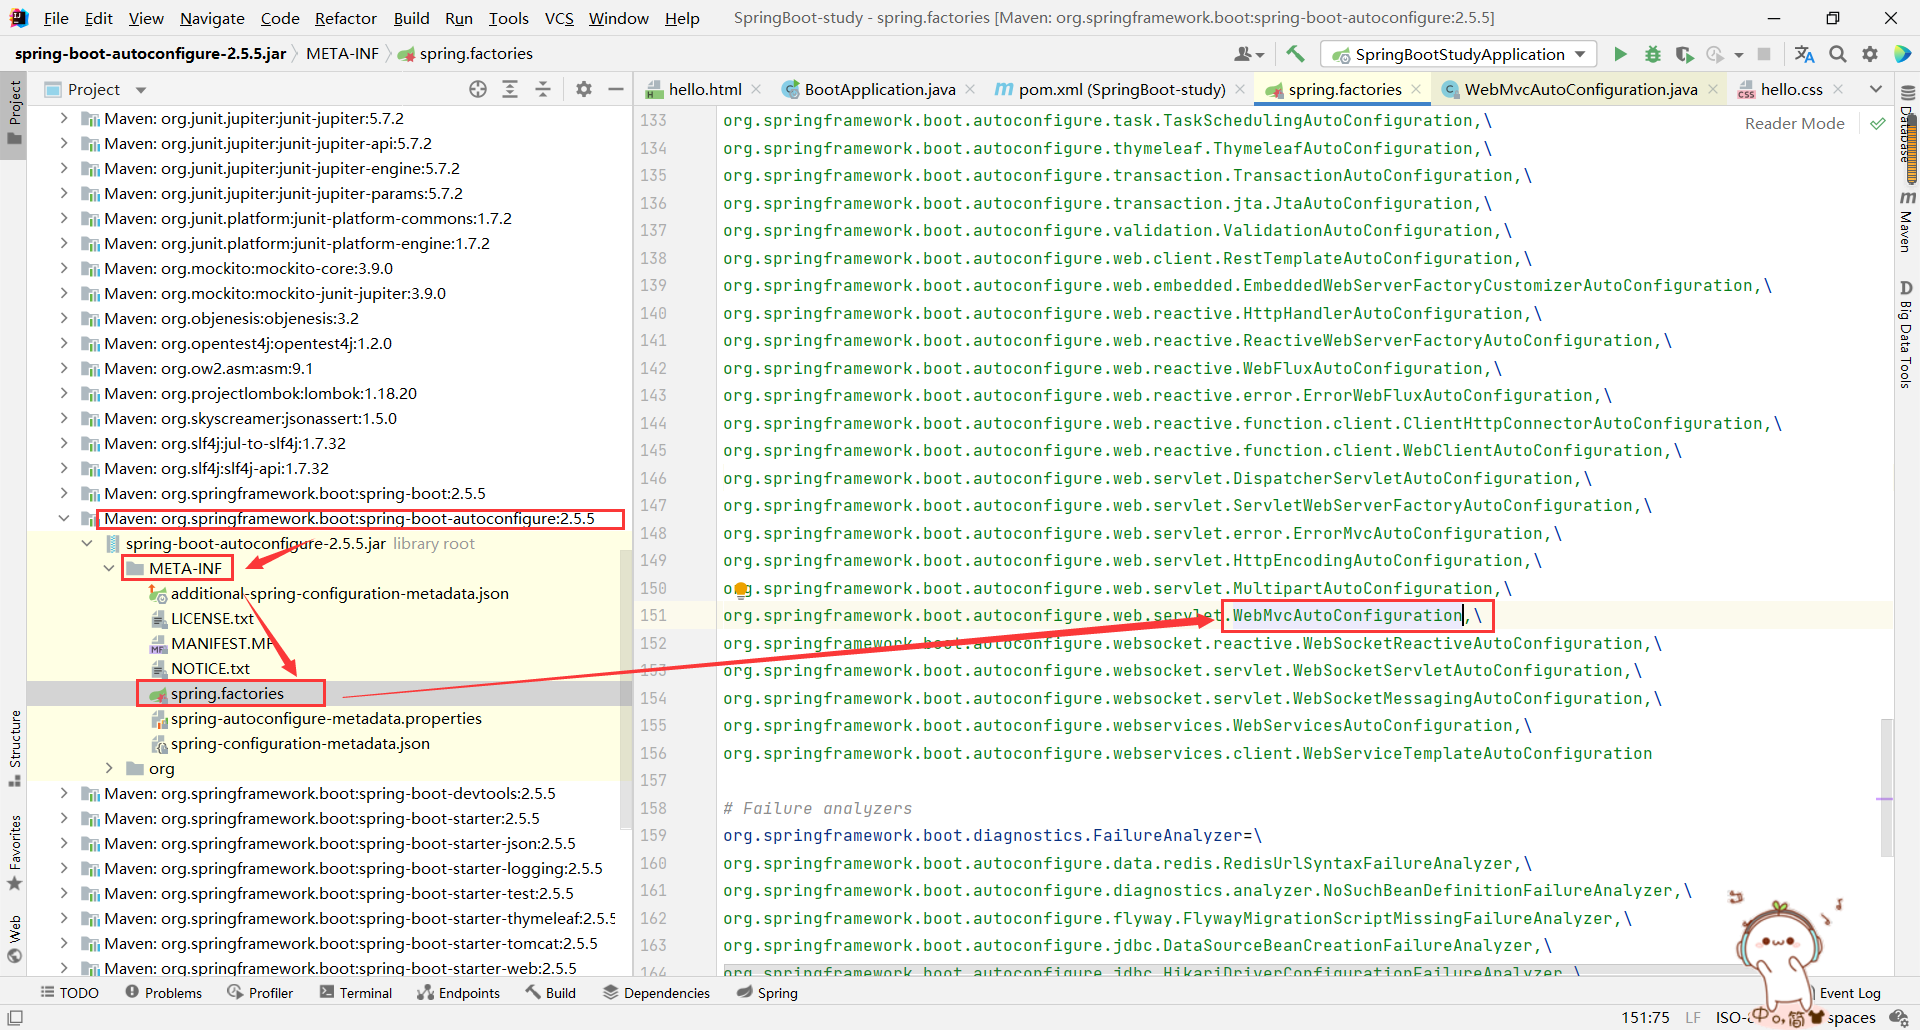 File Edit View Navigate Code Refactor Build Run Tools VCS Window Help SpringBoot-study - spring.factories [Maven: org.springframework.boot:spring-boot-autoconfigure:2.5.5]
spring-boot-autoconfigure-2.5.5.jar META-INF spring.factories SpringBootStudyApplication
Project
hello.html BootApplication.java pom.xml (SpringBoot-study) spring.factories WebMvcAutoConfiguration.java hello.css
Project
Structure
Favorites
Web
Maven: org.junit.jupiter:junit-jupiter:5.7.2
Maven: org.junit.jupiter:junit-jupiter-api:5.7.2
Maven: org.junit.jupiter:junit-jupiter-engine:5.7.2
Maven: org.junit.jupiter:junit-jupiter-params:5.7.2
Maven: org.junit.platform:junit-platform-commons:1.7.2
Maven: org.junit.platform:junit-platform-engine:1.7.2
Maven: org.mockito:mockito-core:3.9.0
Maven: org.mockito:mockito-junit-jupiter:3.9.0
Maven: org.objenesis:objenesis:3.2
Maven: org.opentest4j:opentest4j:1.2.0
Maven: org.ow2.asm:asm:9.1
Maven: org.projectlombok:lombok:1.18.20
Maven: org.skyscreamer:jsonassert:1.5.0
Maven: org.slf4j:jul-to-slf4j:1.7.32
Maven: org.slf4j:slf4j-api:1.7.32
Maven: org.springframework.boot:spring-boot:2.5.5
Maven: org.springframework.boot:spring-boot-autoconfigure:2.5.5
spring-boot-autoconfigure-2.5.5.jar library root
META-INF
additional-spring-configuration-metadata.json
LICENSE.txt
MANIFEST.MF
NOTICE.txt
spring.factories
spring-autoconfigure-metadata.properties
spring-configuration-metadata.json
org
Maven: org.springframework.boot:spring-boot-devtools:2.5.5
Maven: org.springframework.boot:spring-boot-starter:2.5.5
Maven: org.springframework.boot:spring-boot-starter-json:2.5.5
Maven: org.springframework.boot:spring-boot-starter-logging:2.5.5
Maven: org.springframework.boot:spring-boot-starter-test:2.5.5
Maven: org.springframework.boot:spring-boot-starter-thymeleaf:2.5.5
Maven: org.springframework.boot:spring-boot-starter-tomcat:2.5.5
Maven: org.springframework.boot:spring-boot-starter-web:2.5.5
Reader Mode
133 org.springframework.boot.autoconfigure.task.TaskSchedulingAutoConfiguration,\
134 org.springframework.boot.autoconfigure.thymeleaf.ThymeleafAutoConfiguration,\
135 org.springframework.boot.autoconfigure.transaction.TransactionAutoConfiguration,\
136 org.springframework.boot.autoconfigure.transaction.jta.JtaAutoConfiguration,\
137 org.springframework.boot.autoconfigure.validation.ValidationAutoConfiguration,\
138 org.springframework.boot.autoconfigure.web.client.RestTemplateAutoConfiguration,\
139 org.springframework.boot.autoconfigure.web.embedded.EmbeddedWebServerFactoryCustomizerAutoConfiguration,\
140 org.springframework.boot.autoconfigure.web.reactive.HttpHandlerAutoConfiguration,\
141 org.springframework.boot.autoconfigure.web.reactive.ReactiveWebServerFactoryAutoConfiguration,\
142 org.springframework.boot.autoconfigure.web.reactive.WebFluxAutoConfiguration,\
143 org.springframework.boot.autoconfigure.web.reactive.error.ErrorWebFluxAutoConfiguration,\
144 org.springframework.boot.autoconfigure.web.reactive.function.client.ClientHttpConnectorAutoConfiguration,\
145 org.springframework.boot.autoconfigure.web.reactive.function.client.WebClientAutoConfiguration,\
146 org.springframework.boot.autoconfigure.web.servlet.DispatcherServletAutoConfiguration,\
147 org.springframework.boot.autoconfigure.web.servlet.ServletWebServerFactoryAutoConfiguration,\
148 org.springframework.boot.autoconfigure.web.servlet.error.ErrorMvcAutoConfiguration,\
149 org.springframework.boot.autoconfigure.web.servlet.HttpEncodingAutoConfiguration,\
150 org.springframework.boot.autoconfigure.web.servlet.MultipartAutoConfiguration,\
151 org.springframework.boot.autoconfigure.web.servlet.WebMvcAutoConfiguration,\
152 org.springframework.boot.autoconfigure.websocket.reactive.WebSocketReactiveAutoConfiguration,\
153 org.springframework.boot.autoconfigure.websocket.servlet.WebSocketServletAutoConfiguration,\
154 org.springframework.boot.autoconfigure.websocket.servlet.WebSocketMessagingAutoConfiguration,\
155 org.springframework.boot.autoconfigure.webservices.WebServicesAutoConfiguration,\
156 org.springframework.boot.autoconfigure.webservices.client.WebServiceTemplateAutoConfiguration
157
158 # Failure analyzers
159 org.springframework.boot.diagnostics.FailureAnalyzer=\
160 org.springframework.boot.autoconfigure.data.redis.RedisUrlSyntaxFailureAnalyzer,\
161 org.springframework.boot.autoconfigure.diagnostics.analyzer.NoSuchBeanDefinitionFailureAnalyzer,\
162 org.springframework.boot.autoconfigure.flyway.FlywayMigrationScriptMissingFailureAnalyzer,\
163 org.springframework.boot.autoconfigure.jdbc.DataSourceBeanCreationFailureAnalyzer,\
164 org.springframework.boot.autoconfigure.jdbc.HikariDriverConfigurationFailureAnalyzer,\
Database
Maven
Big Data Tools
TODO Problems Profiler Terminal Endpoints Build Dependencies Spring Event Log
151:75 LF ISO-8 中 简 spaces